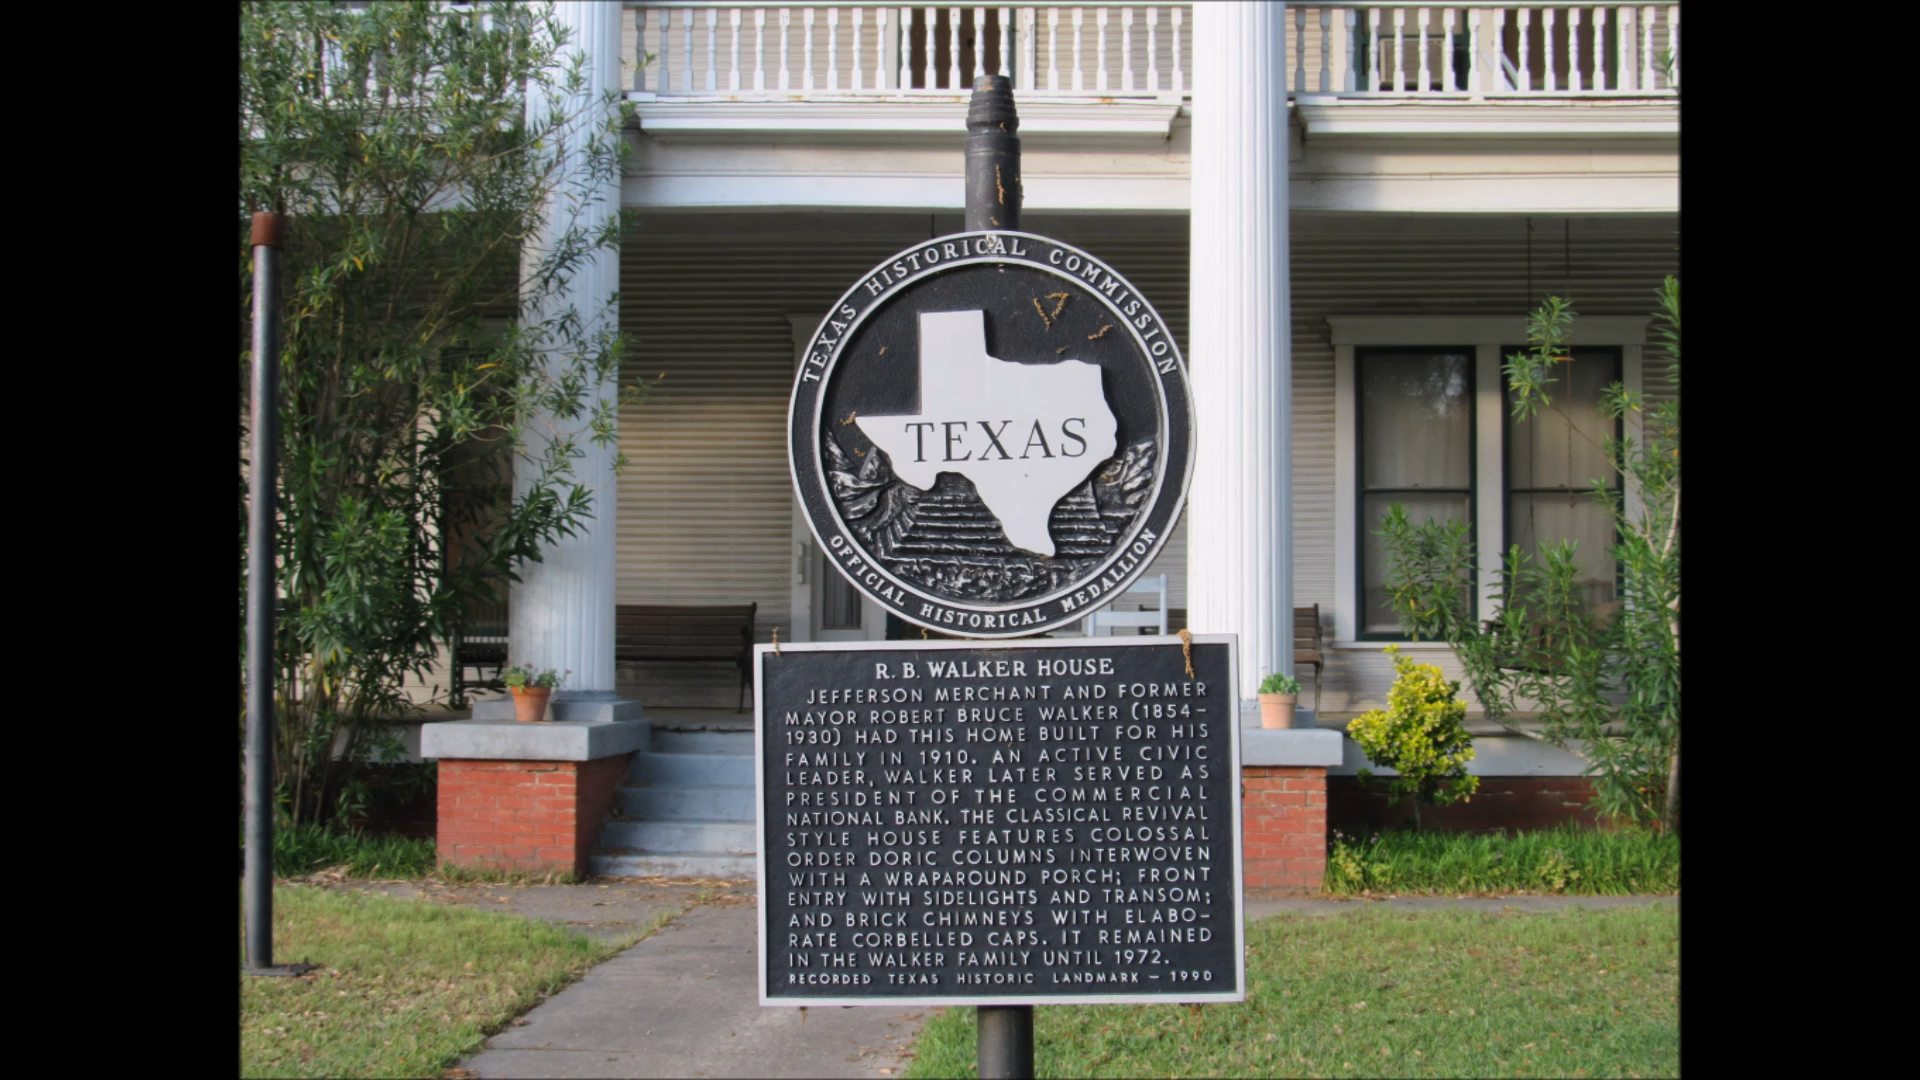 TEXAS HISTORICAL COMMISSION
TEXAS
OFFICIAL HISTORICAL MEDALLION
R. B. WALKER HOUSE
JEFFERSON MERCHANT AND FORMER
MAYOR ROBERT BRUCE WALKER (1854-
1930) HAD THIS HOME BUILT FOR HIS
FAMILY IN 1910. AN ACTIVE CIVIC
LEADER, WALKER LATER SERVED AS
PRESIDENT OF THE COMMERCIAL
NATIONAL BANK. THE CLASSICAL REVIVAL
STYLE HOUSE FEATURES COLOSSAL
ORDER DORIC COLUMNS INTERWOVEN
WITH A WRAPAROUND PORCH; FRONT
ENTRY WITH SIDELIGHTS AND TRANSOM;
AND BRICK CHIMNEYS WITH ELABO-
RATE CORBELLED CAPS. IT REMAINED
IN THE WALKER FAMILY UNTIL 1972.
RECORDED TEXAS HISTORIC LANDMARK - 1990